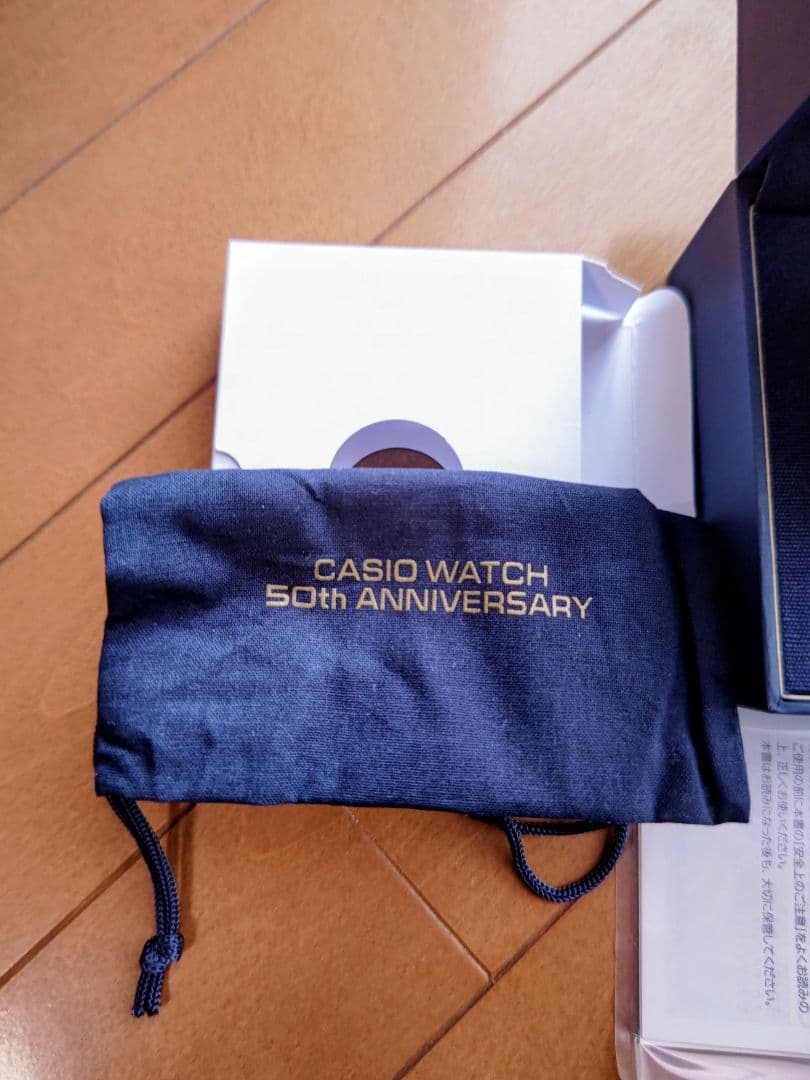 CASIO WATCH
50th ANNIVERSARY
ご使用の前に本書の「安全上のご注意」をよくお読みの
上、正しくお使いください。
本書はお読みになった後も、大切に保管してください。